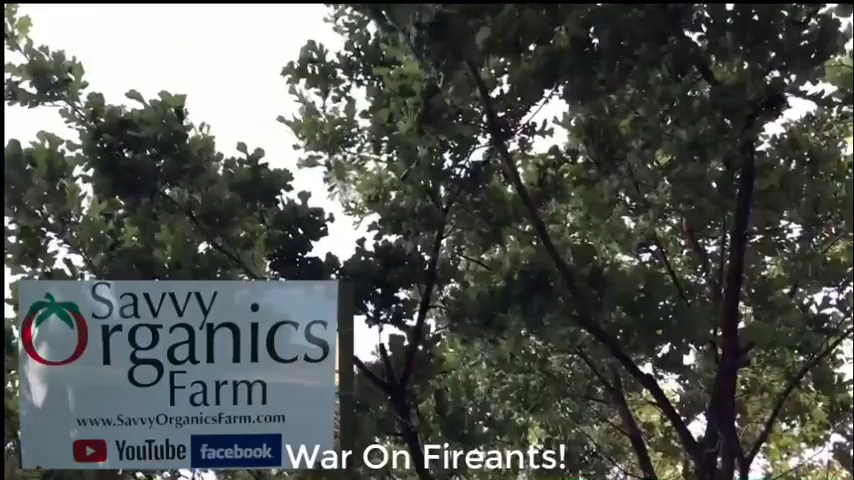 Savvy
Organics
Farm
www.SavvyOrganicsFarm.com
YouTube facebook
War On Fireants!